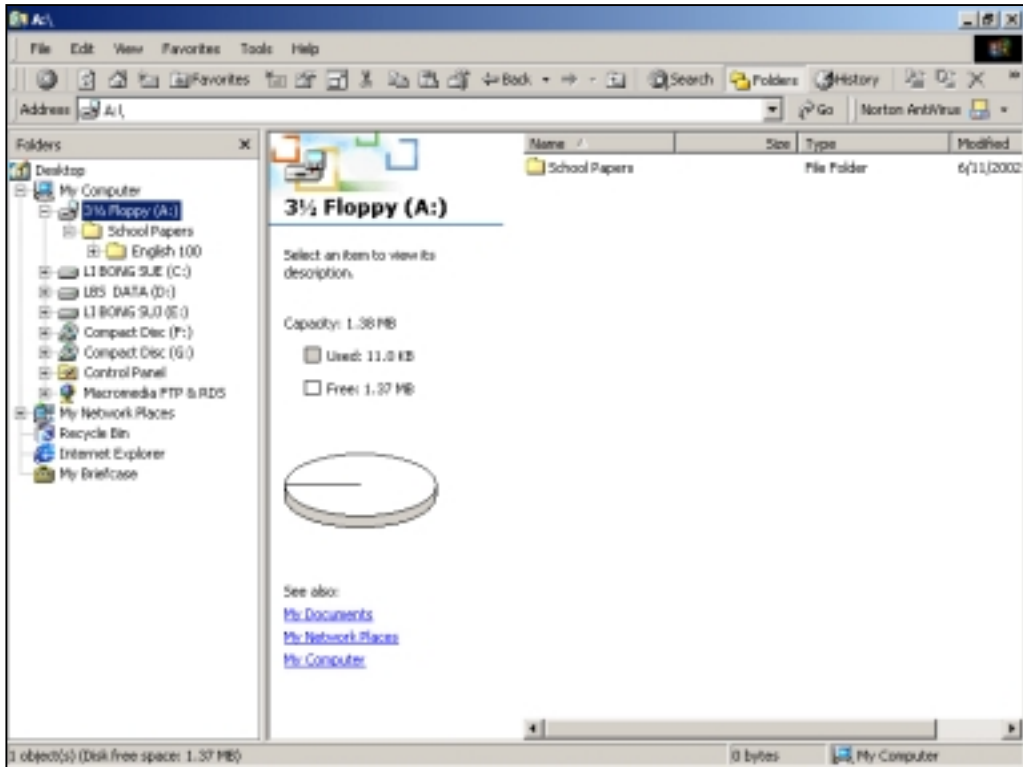 A:\
File Edit View Favorites Tools Help
Favorites Back Search Folders History
Address A:\ Go Norton AntiVirus
Folders
Desktop
My Computer
3½ Floppy (A:)
School Papers
English 100
LI BONG SUE (C:)
LBS DATA (D:)
LI BONG SUJ (E:)
Compact Disc (F:)
Compact Disc (G:)
Control Panel
Macromedia FTP & RDS
My Network Places
Recycle Bin
Internet Explorer
My Briefcase
3½ Floppy (A:)
Select an item to view its
description.
Capacity: 1.38 MB
Used: 11.0 KB
Free: 1.37 MB
See also:
My Documents
My Network Places
My Computer
Name Size Type Modified
School Papers File Folder 6/11/2002
1 object(s) (Disk free space: 1.37 MB) 0 bytes My Computer